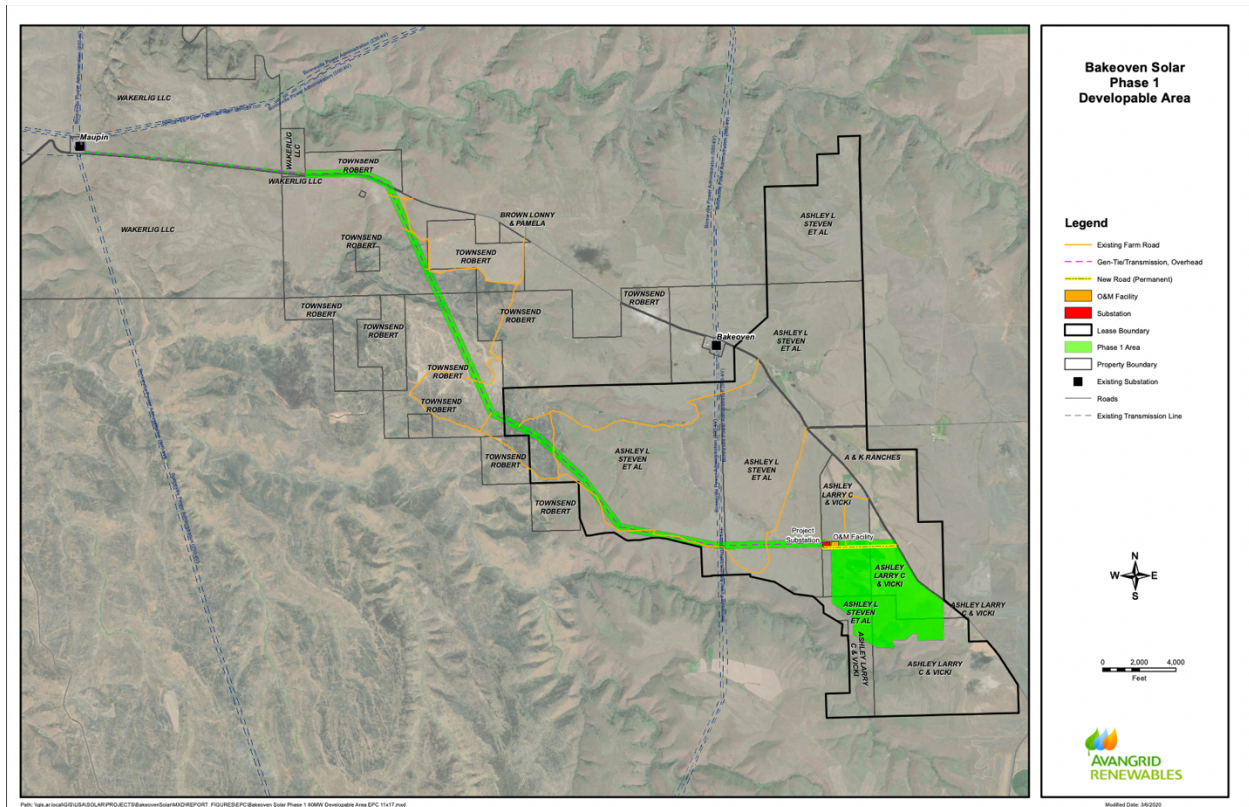 Bakeoven Solar
Phase 1
Developable Area
Legend
Existing Farm Road
Gen-Tie/Transmission, Overhead
New Road (Permanent)
O&M Facility
Substation
Lease Boundary
Phase 1 Area
Property Boundary
Existing Substation
Roads
Existing Transmission Line
N
W
E
S
0
2,000
4,000
Feet
AVANGRID
RENEWABLES
Modified Date: 3/6/2020
WAKERLIG LLC
Maupin
WAKERLIG
LLC
TOWNSEND
ROBERT
WAKERLIG LLC
WAKERLIG LLC
BROWN LONNY
& PAMELA
ASHLEY L
STEVEN
ET AL
TOWNSEND
ROBERT
TOWNSEND
ROBERT
TOWNSEND
ROBERT
TOWNSEND
ROBERT
TOWNSEND
ROBERT
TOWNSEND
ROBERT
Bakeoven
ASHLEY L
STEVEN
ET AL
TOWNSEND
ROBERT
TOWNSEND
ROBERT
TOWNSEND
ROBERT
ASHLEY L
STEVEN
ET AL
ASHLEY L
STEVEN
ET AL
A & K RANCHES
ASHLEY
LARRY C
& VICKI
TOWNSEND
ROBERT
Project
Substation
O&M Facility
ASHLEY
LARRY C
& VICKI
ASHLEY L
STEVEN
ET AL
ASHLEY LARRY
C & VICKI
ASHLEY LARRY
C & VICKI
ASHLEY LARRY
C & VICKI
Bonneville Power Administration
Bonneville Power Administration